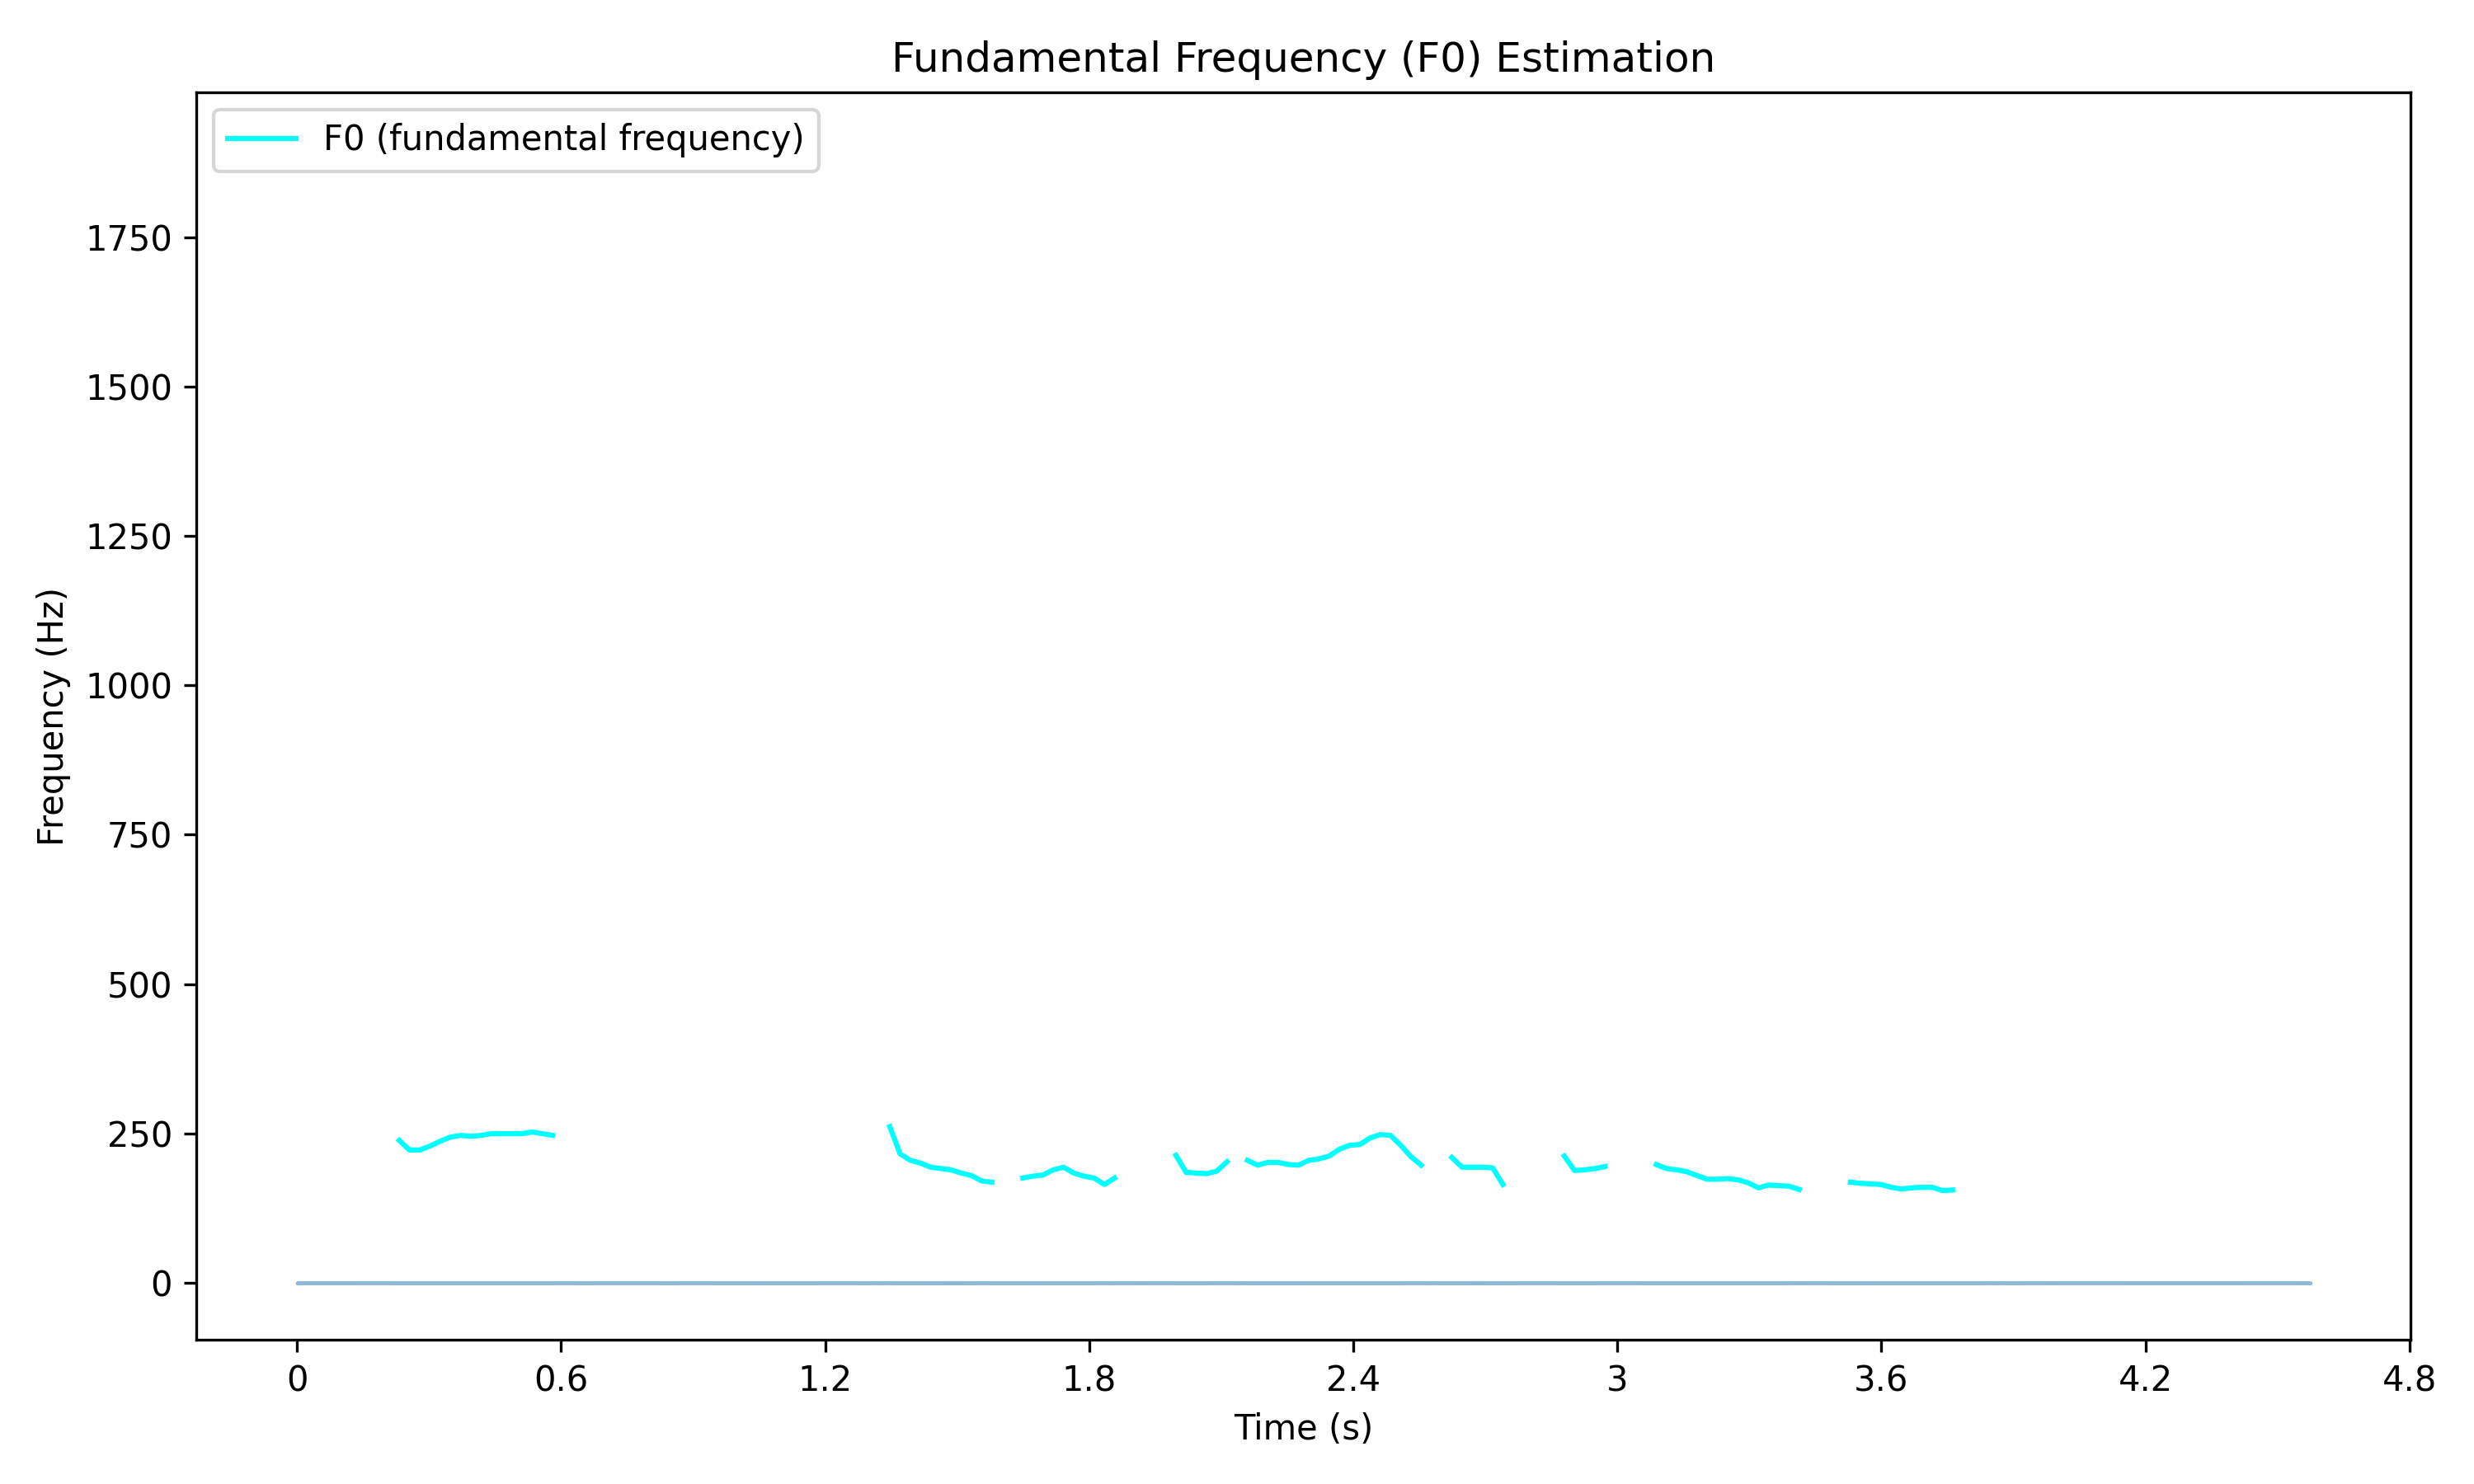 Fundamental Frequency (F0) Estimation
F0 (fundamental frequency)
1750
1500
1250
1000
750
500
250
0
Frequency (Hz)
0 0.6 1.2 1.8 2.4 3 3.6 4.2 4.8
Time (s)